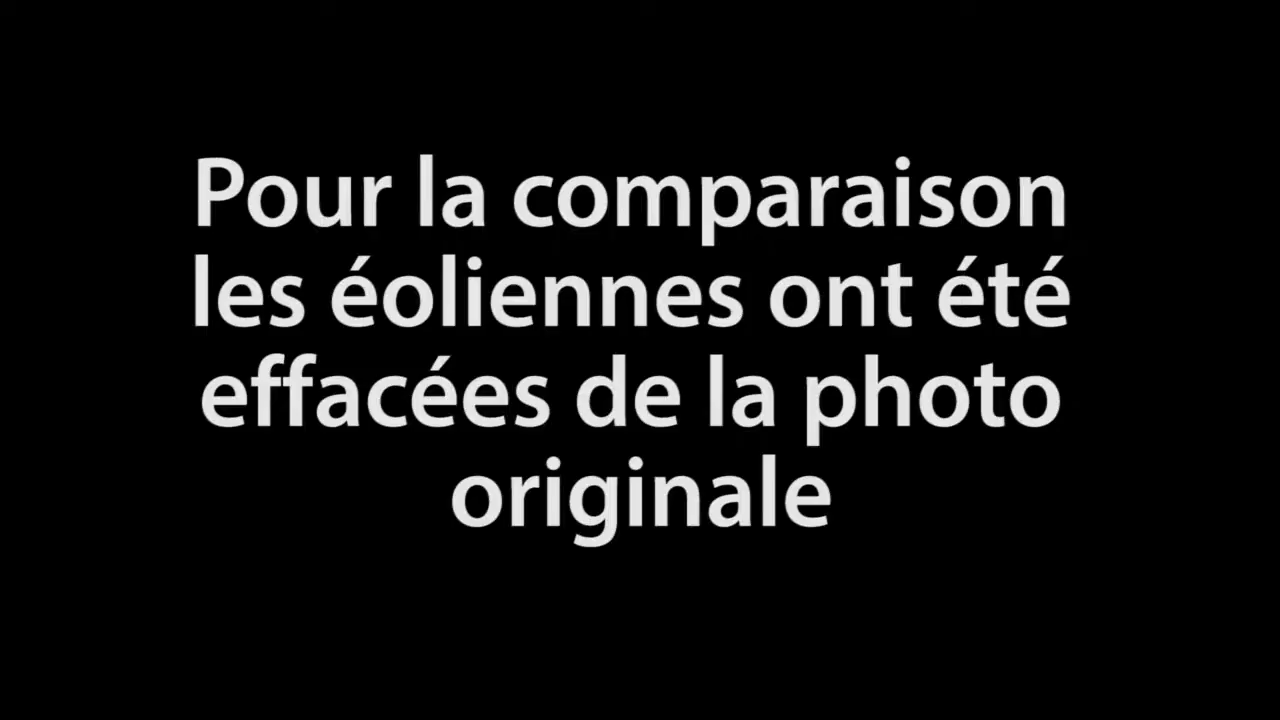 Pour la comparaison
les éoliennes ont été
effacées de la photo
originale